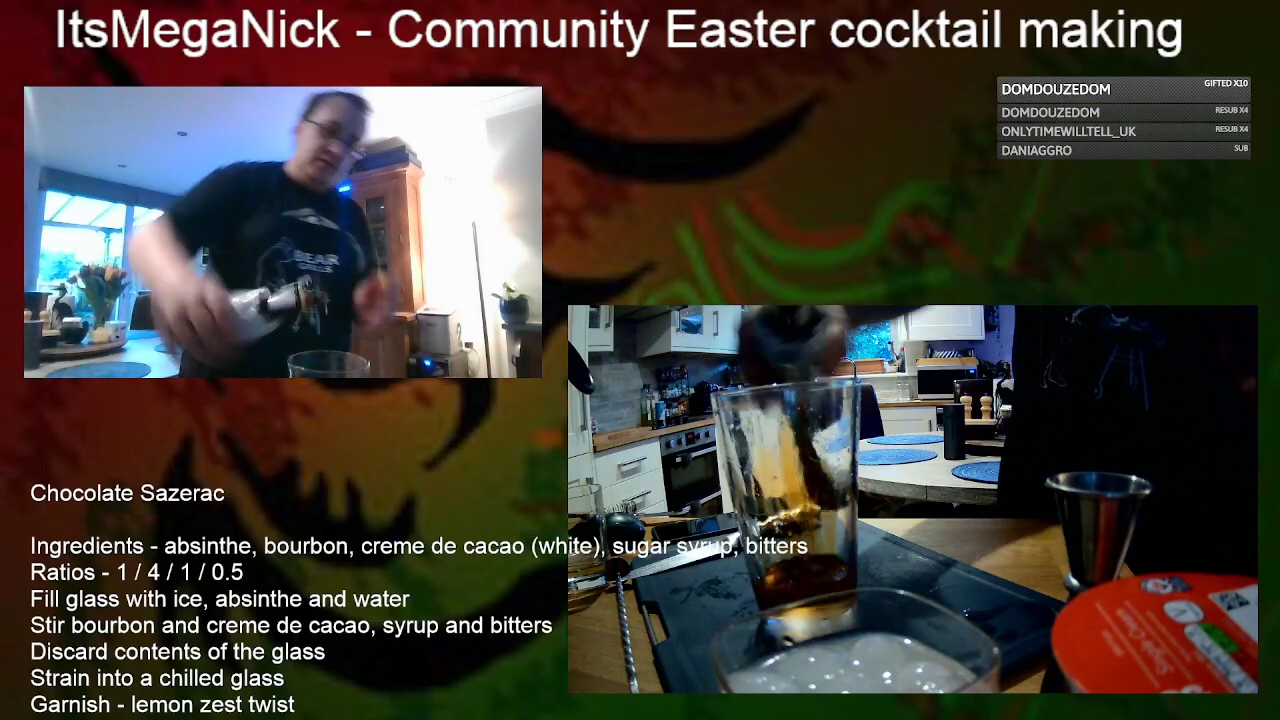 ItsMegaNick - Community Easter cocktail making
DOMDOUZEDOM GIFTED X10
DOMDOUZEDOM RESUB X4
ONLYTIMEWILLTELL_UK RESUB X4
DANIAGGRO SUB
BEAR
Chocolate Sazerac
Ingredients - absinthe, bourbon, creme de cacao (white), sugar syrup, bitters
Ratios - 1 / 4 / 1 / 0.5
Fill glass with ice, absinthe and water
Stir bourbon and creme de cacao, syrup and bitters
Discard contents of the glass
Strain into a chilled glass
Garnish - lemon zest twist